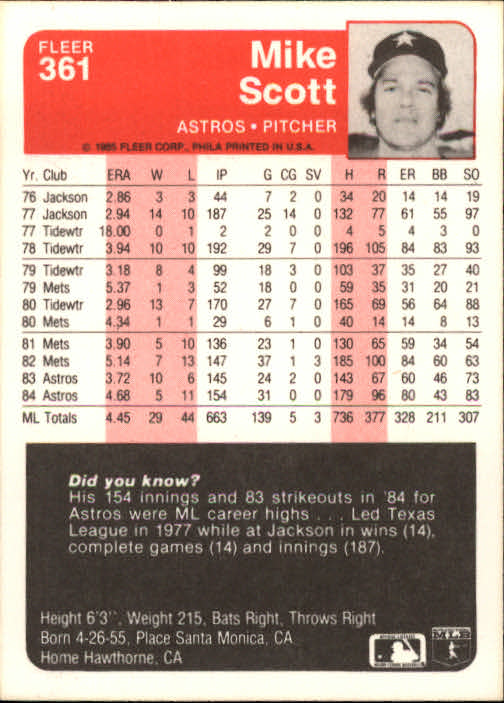 FLEER
361
Mike
Scott
ASTROS • PITCHER
© 1985 FLEER CORP., PHILA PRINTED IN U.S.A.
Yr. Club ERA W L IP G CG SV H R ER BB SO
76 Jackson 2.86 3 3 44 7 2 0 34 20 14 14 19
77 Jackson 2.94 14 10 187 25 14 0 132 77 61 55 97
77 Tidewtr 18.00 0 1 2 2 0 0 4 5 4 3 0
78 Tidewtr 3.94 10 10 192 29 7 0 196 105 84 83 93
79 Tidewtr 3.18 8 4 99 18 3 0 103 37 35 27 40
79 Mets 5.37 1 3 52 18 0 0 59 35 31 20 21
80 Tidewtr 2.96 13 7 170 27 7 0 165 69 56 64 88
80 Mets 4.34 1 1 29 6 1 0 40 14 14 8 13
81 Mets 3.90 5 10 136 23 1 0 130 65 59 34 54
82 Mets 5.14 7 13 147 37 1 3 185 100 84 60 63
83 Astros 3.72 10 6 145 24 2 0 143 67 60 46 73
84 Astros 4.68 5 11 154 31 0 0 179 96 80 43 83
ML Totals 4.45 29 44 663 139 5 3 736 377 328 211 307
Did you know?
His 154 innings and 83 strikeouts in '84 for
Astros were ML career highs . . . Led Texas
League in 1977 while at Jackson in wins (14),
complete games (14) and innings (187).
Height 6'3", Weight 215, Bats Right, Throws Right
Born 4-26-55, Place Santa Monica, CA
Home Hawthorne, CA
MLB